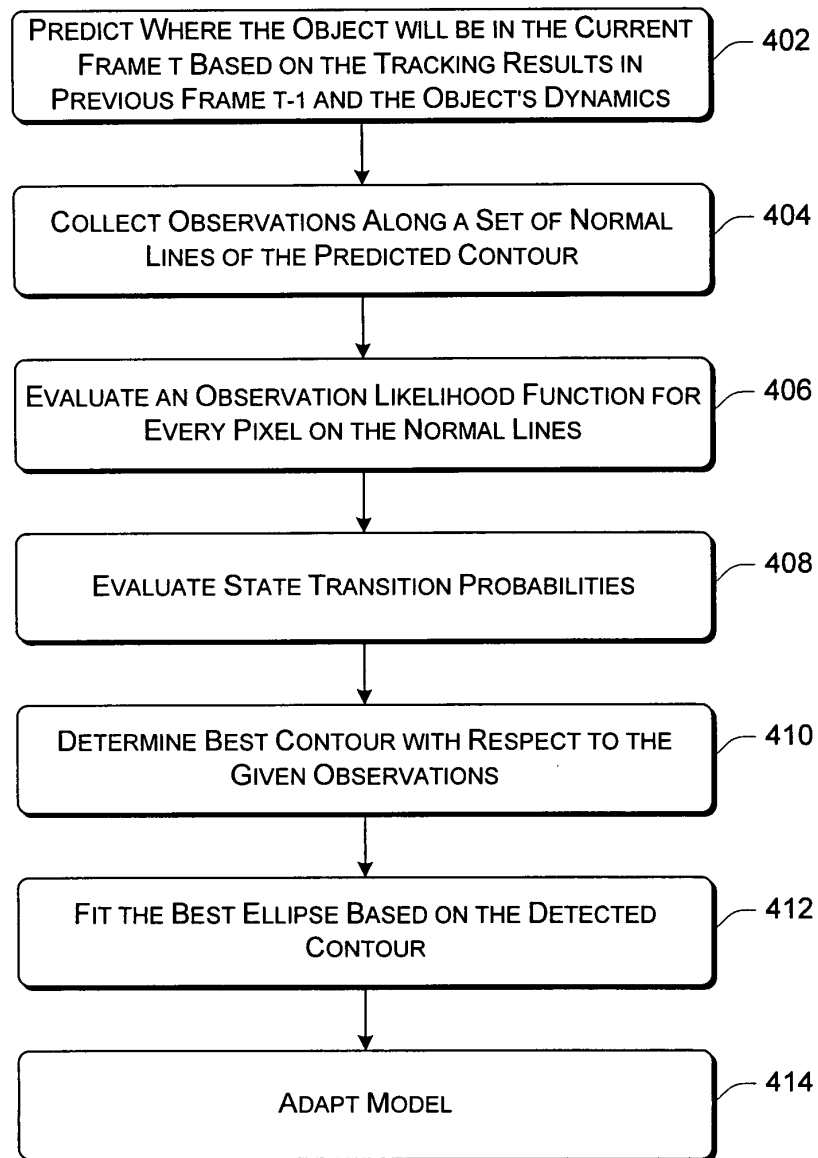 PREDICT WHERE THE OBJECT WILL BE IN THE CURRENT
FRAME T BASED ON THE TRACKING RESULTS IN
PREVIOUS FRAME T-1 AND THE OBJECT'S DYNAMICS
402
COLLECT OBSERVATIONS ALONG A SET OF NORMAL
LINES OF THE PREDICTED CONTOUR
404
EVALUATE AN OBSERVATION LIKELIHOOD FUNCTION FOR
EVERY PIXEL ON THE NORMAL LINES
406
EVALUATE STATE TRANSITION PROBABILITIES
408
DETERMINE BEST CONTOUR WITH RESPECT TO THE
GIVEN OBSERVATIONS
410
FIT THE BEST ELLIPSE BASED ON THE DETECTED
CONTOUR
412
ADAPT MODEL
414